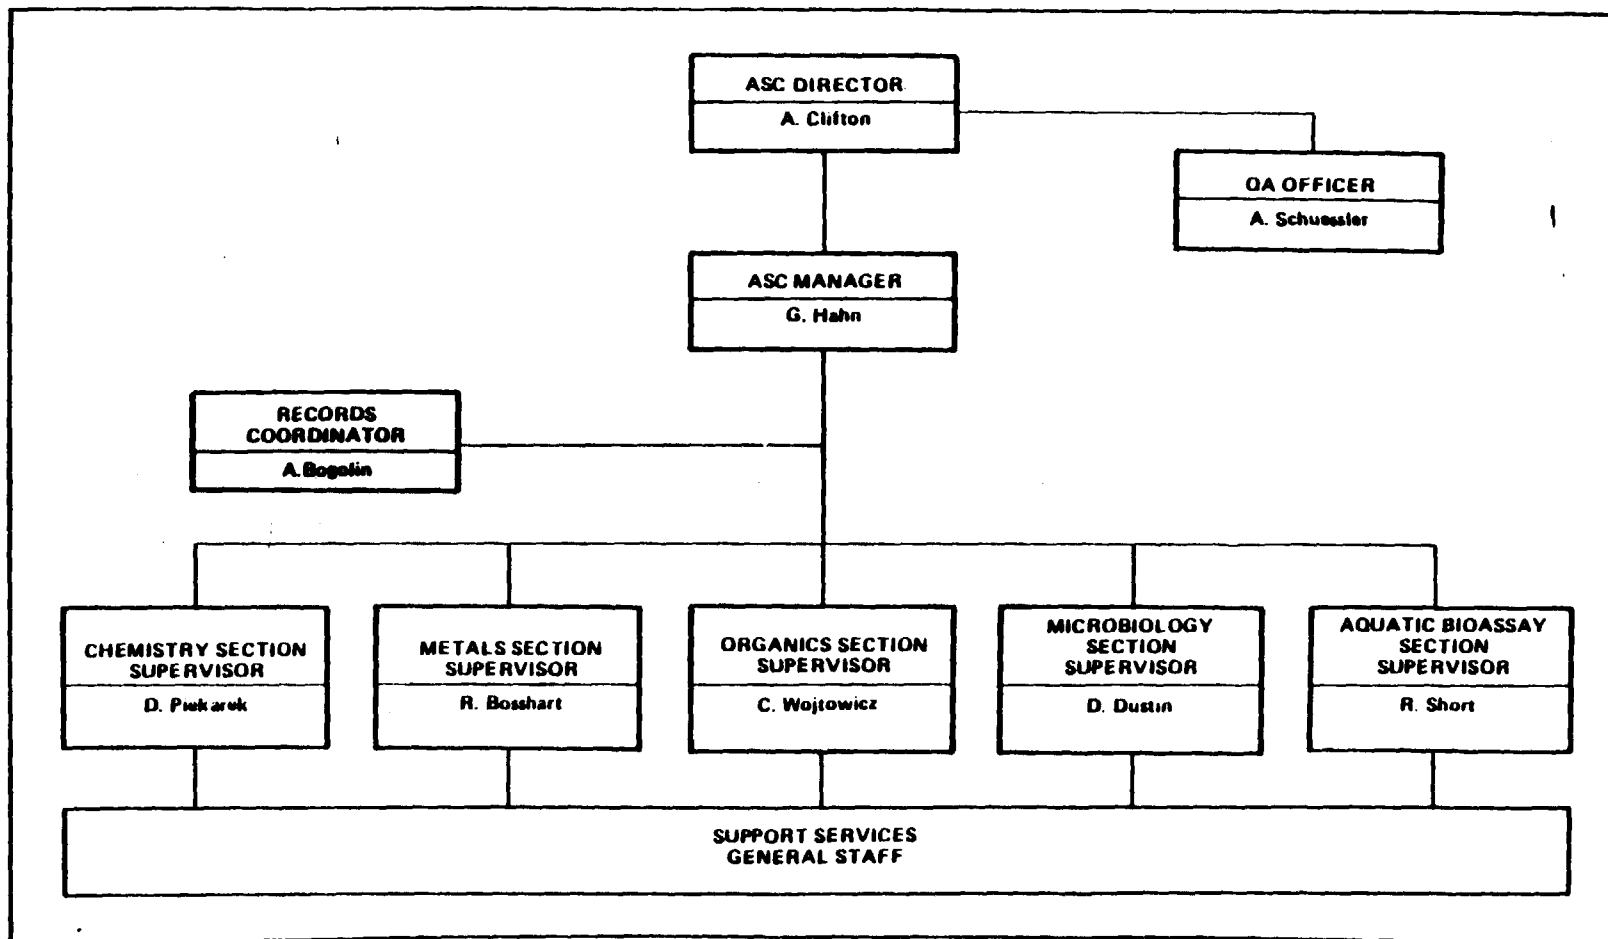 ASC DIRECTOR
A. Clifton
QA OFFICER
A. Schuessler
ASC MANAGER
G. Hahn
RECORDS
COORDINATOR
A. Bogolin
CHEMISTRY SECTION
SUPERVISOR
D. Piekarek
METALS SECTION
SUPERVISOR
R. Bosshart
ORGANICS SECTION
SUPERVISOR
C. Wojtowicz
MICROBIOLOGY
SECTION
SUPERVISOR
D. Dustin
AQUATIC BIOASSAY
SECTION
SUPERVISOR
R. Short
SUPPORT SERVICES
GENERAL STAFF